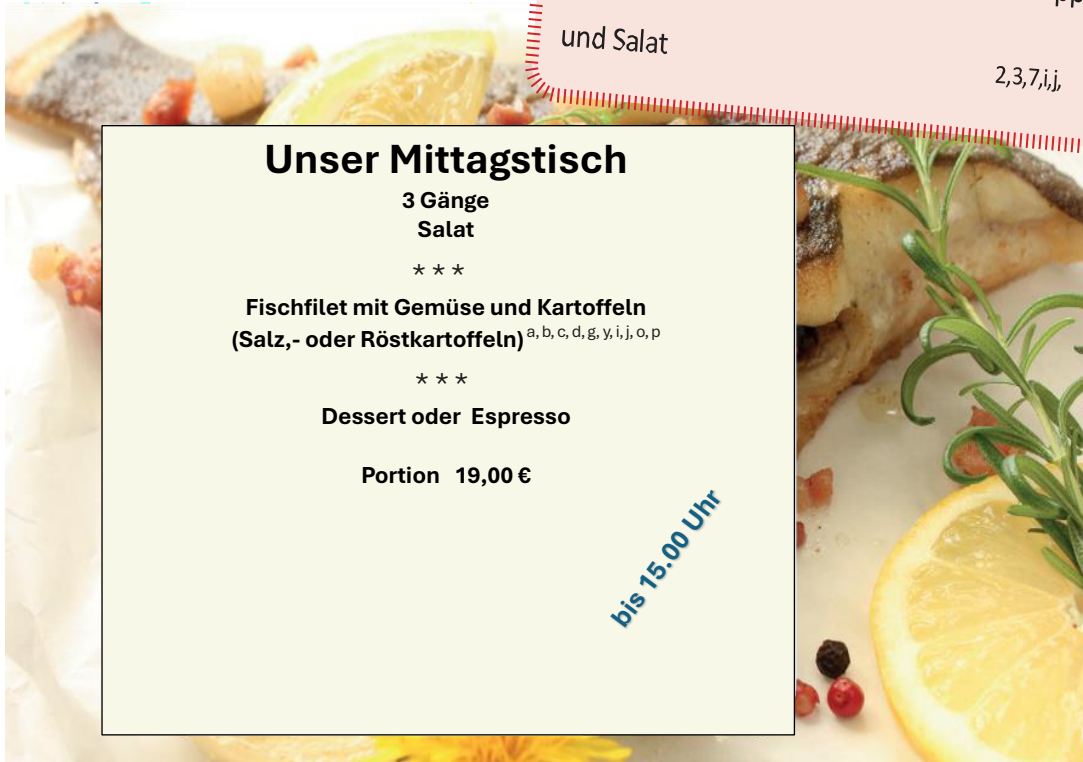 und Salat
2,3,7,i,j,
Unser Mittagstisch
3 Gänge
Salat
* * *
Fischfilet mit Gemüse und Kartoffeln
(Salz,- oder Röstkartoffeln) a, b, c, d, g, y, i, j, o, p
* * *
Dessert oder Espresso
Portion 19,00 €
bis 15.00 Uhr